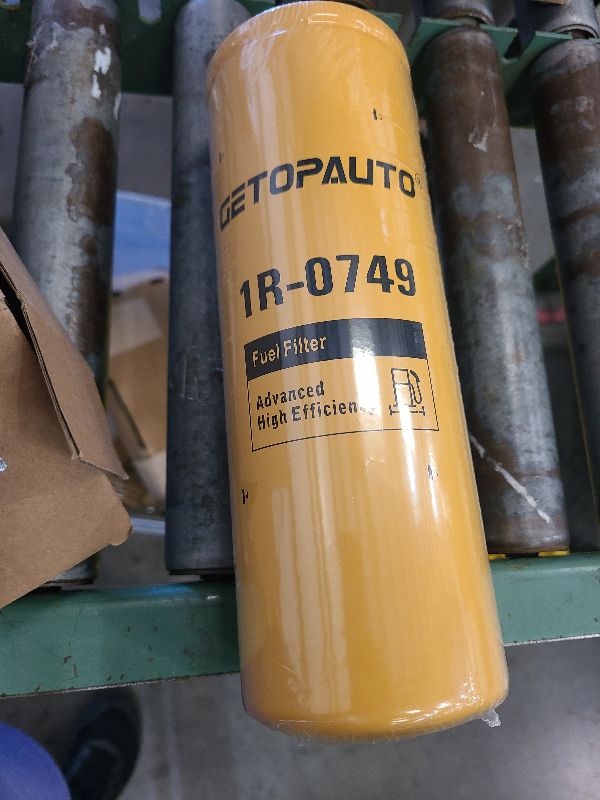 GETOPAUTO®
1R-0749
Fuel Filter
Advanced
High Efficiency